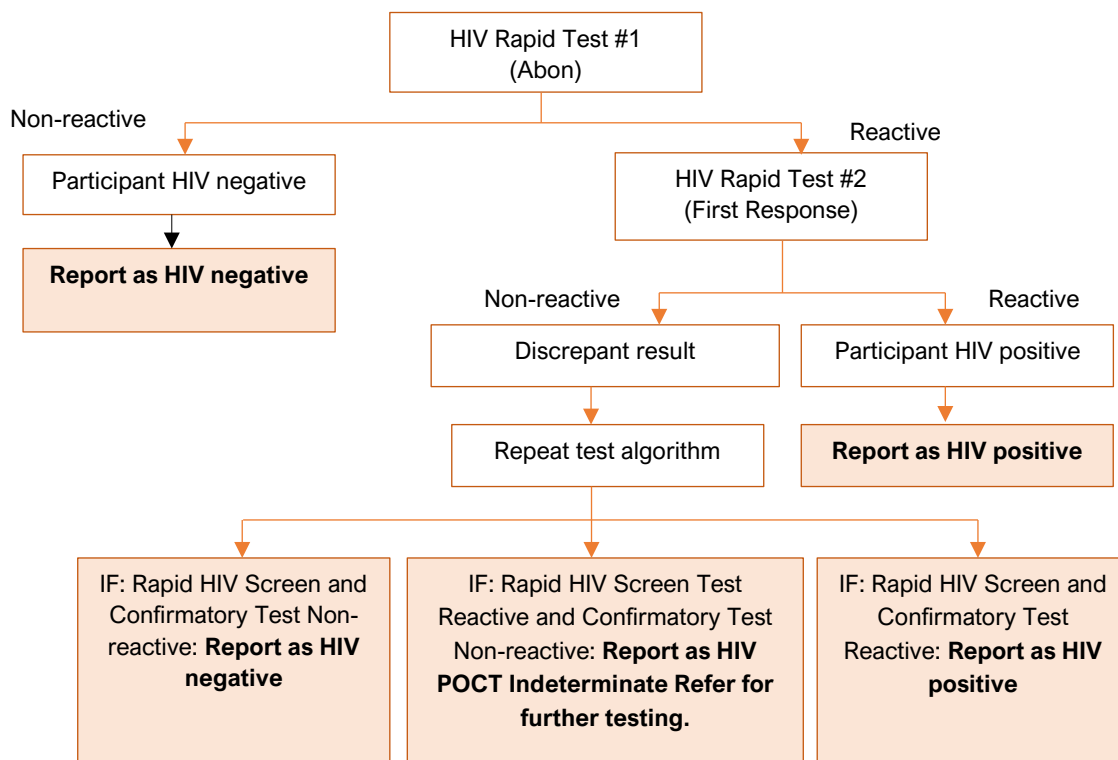 HIV Rapid Test #1
(Abon)
Non-reactive
Reactive
Participant HIV negative
HIV Rapid Test #2
(First Response)
Report as HIV negative
Non-reactive
Reactive
Discrepant result
Participant HIV positive
Repeat test algorithm
Report as HIV positive
IF: Rapid HIV Screen and
Confirmatory Test Non-
reactive: Report as HIV
negative
IF: Rapid HIV Screen Test
Reactive and Confirmatory Test
Non-reactive: Report as HIV
POCT Indeterminate Refer for
further testing.
IF: Rapid HIV Screen and
Confirmatory Test
Reactive: Report as HIV
positive